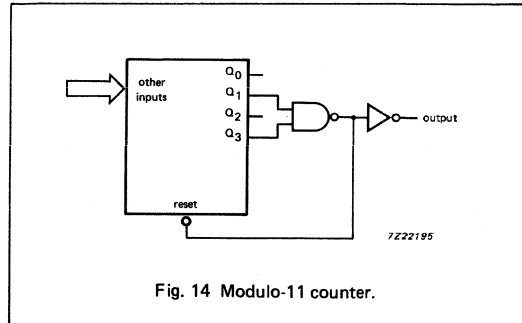 other
inputs
Q0
Q1
Q2
Q3
reset
output
7Z22195
Fig. 14 Modulo-11 counter.